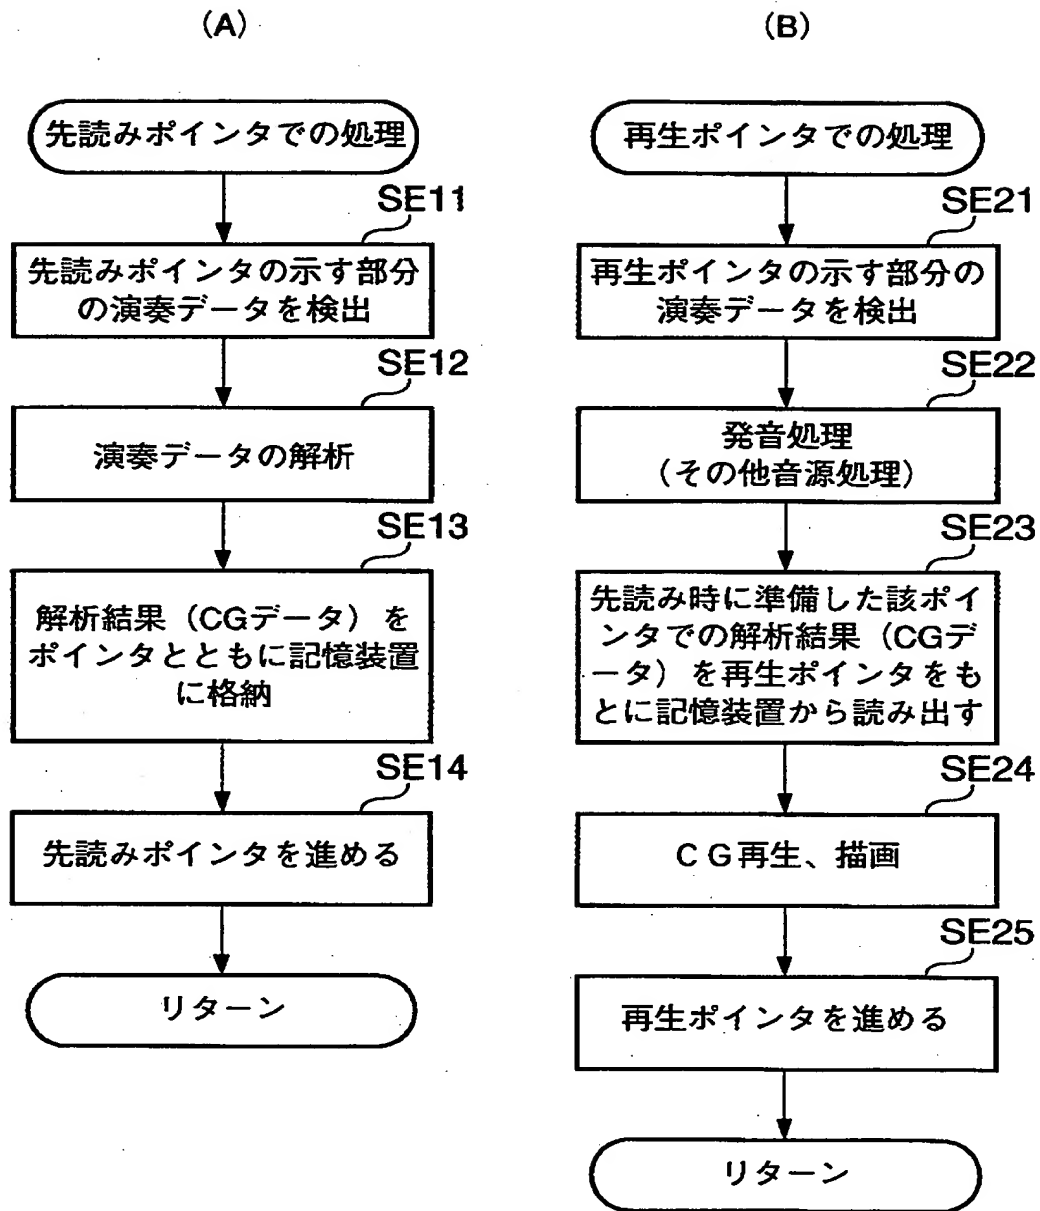 (A)
先読みポインタでの処理
SE11
先読みポインタの示す部分
の演奏データを検出
SE12
演奏データの解析
SE13
解析結果（CGデータ）を
ポインタとともに記憶装置
に格納
SE14
先読みポインタを進める
リターン
(B)
再生ポインタでの処理
SE21
再生ポインタの示す部分の
演奏データを検出
SE22
発音処理
（その他音源処理）
SE23
先読み時に準備した該ポイ
ンタでの解析結果（CGデ
ータ）を再生ポインタをも
とに記憶装置から読み出す
SE24
ＣＧ再生、描画
SE25
再生ポインタを進める
リターン